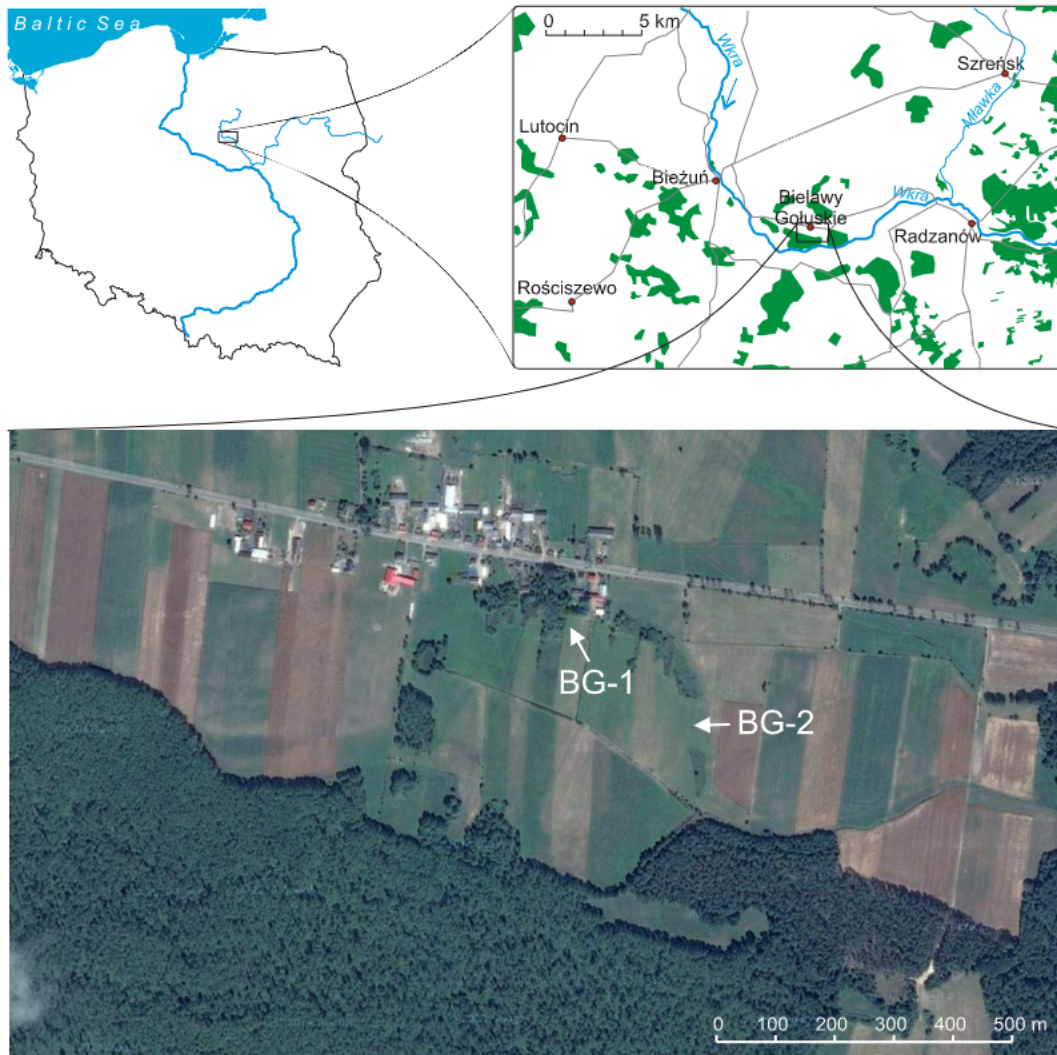 Baltic Sea
0 5 km
Wkra
Szreńsk
Mławka
Lutocin
Bieżuń
Bielawy
Gołuskie
Wkra
Radzanów
Rościszewo
BG-1
BG-2
0 100 200 300 400 500 m